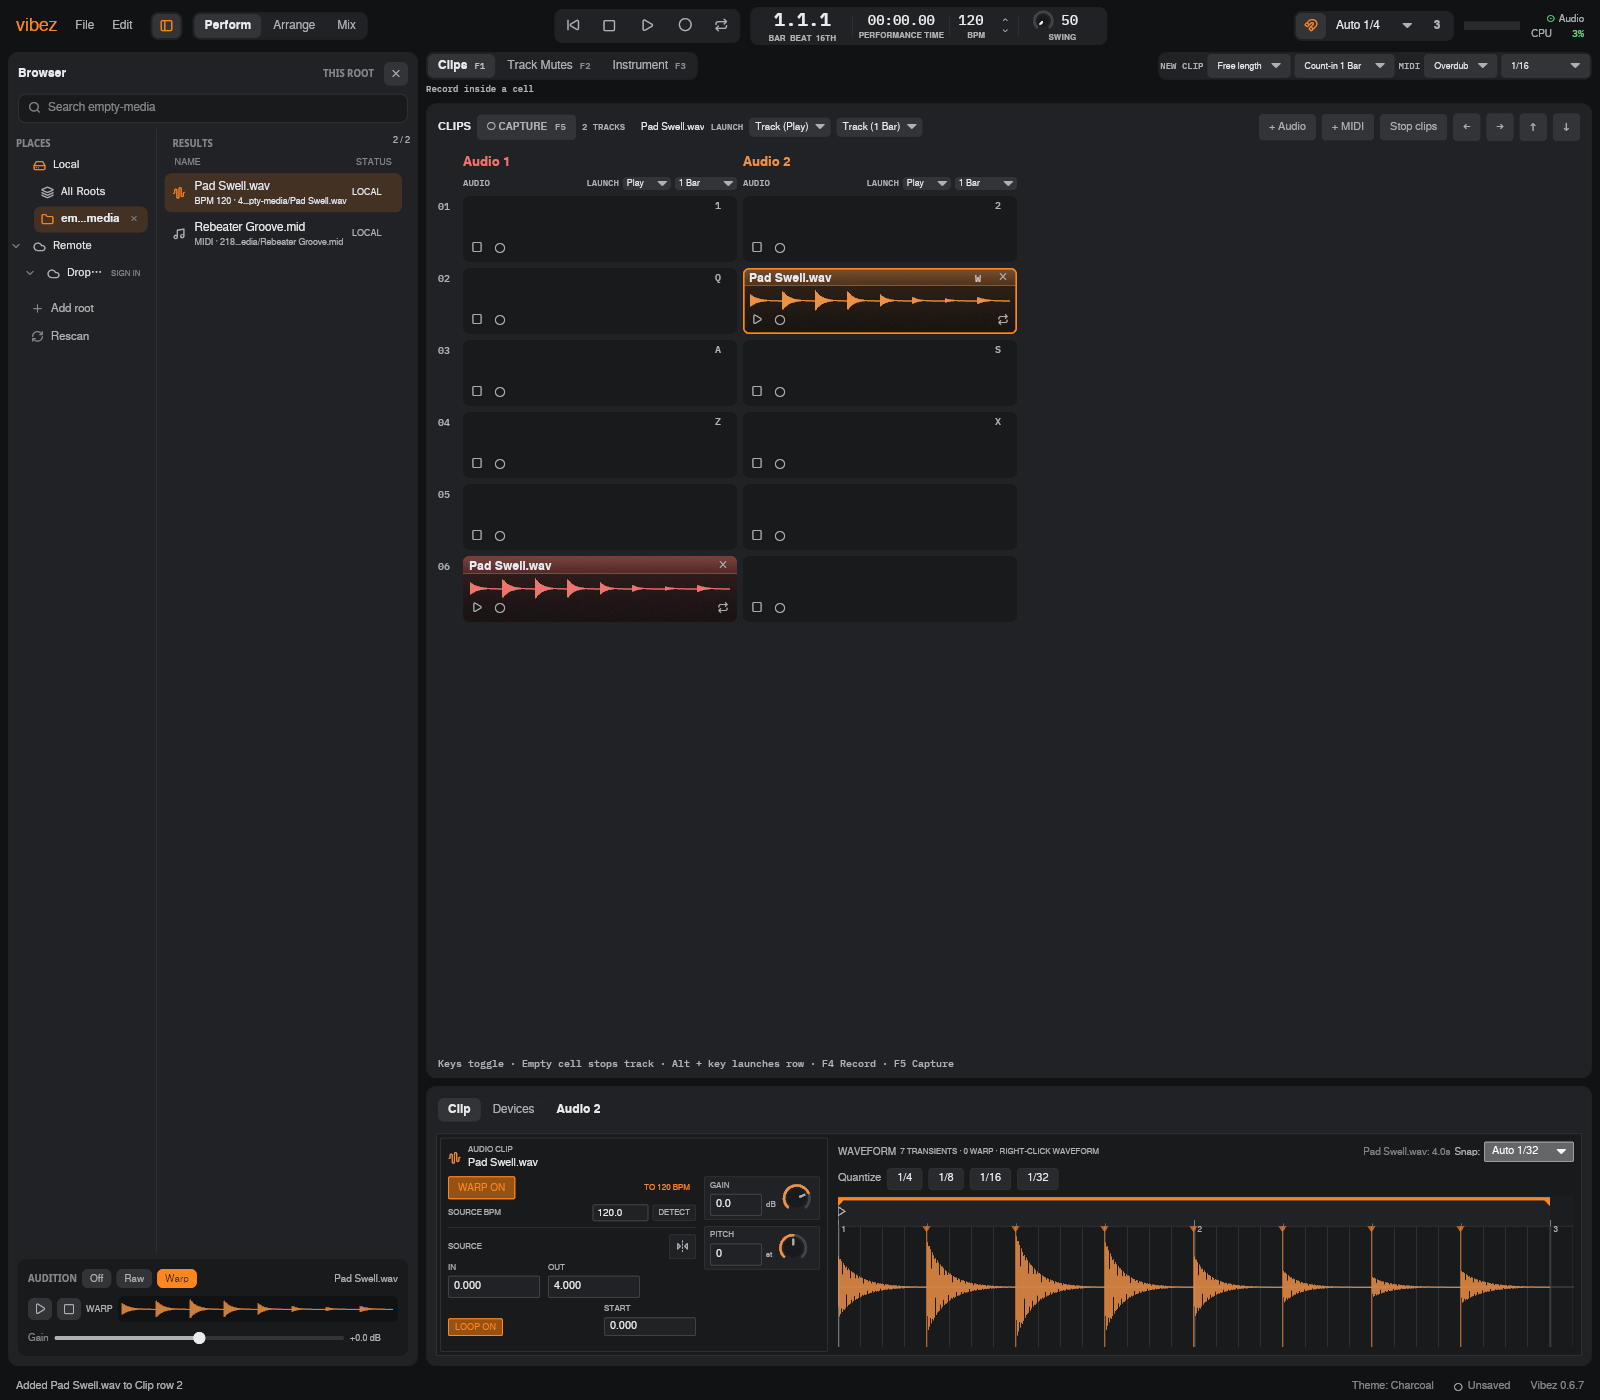 vibez File Edit Perform Arrange Mix 1.1.1 00:00.00 120 50 Auto 1/4 3 Audio
BAR BEAT 16TH PERFORMANCE TIME BPM SWING CPU 3%
Browser THIS ROOT
Search empty-media
PLACES
Local
All Roots
em...media
Remote
Drop··· SIGN IN
Add root
Rescan
RESULTS 2 / 2
NAME STATUS
Pad Swell.wav LOCAL
BPM 120 · 4...pty-media/Pad Swell.wav
Rebeater Groove.mid LOCAL
MIDI · 218...edia/Rebeater Groove.mid
AUDITION Off Raw Warp Pad Swell.wav
WARP
Gain +0.0 dB
Clips F1 Track Mutes F2 Instrument F3 NEW CLIP Free length Count-in 1 Bar MIDI Overdub 1/16
Record inside a cell
CLIPS CAPTURE F5 2 TRACKS Pad Swell.wav LAUNCH Track (Play) Track (1 Bar) + Audio + MIDI Stop clips ← → ↑ ↓
Audio 1 Audio 2
AUDIO LAUNCH Play 1 Bar AUDIO LAUNCH Play 1 Bar
01 1 2
02 Q Pad Swell.wav W ×
03 A S
04 Z X
05
06 Pad Swell.wav ×
Keys toggle · Empty cell stops track · Alt + key launches row · F4 Record · F5 Capture
Clip Devices Audio 2
AUDIO CLIP
Pad Swell.wav
WARP ON TO 120 BPM
SOURCE BPM 120.0 DETECT
SOURCE
IN OUT
0.000 4.000
START
LOOP ON 0.000
GAIN
0.0 dB
PITCH
0 st
WAVEFORM 7 TRANSIENTS · 0 WARP · RIGHT-CLICK WAVEFORM Pad Swell.wav: 4.0s Snap: Auto 1/32
Quantize 1/4 1/8 1/16 1/32
1 2 3
Added Pad Swell.wav to Clip row 2 Theme: Charcoal Unsaved Vibez 0.6.7